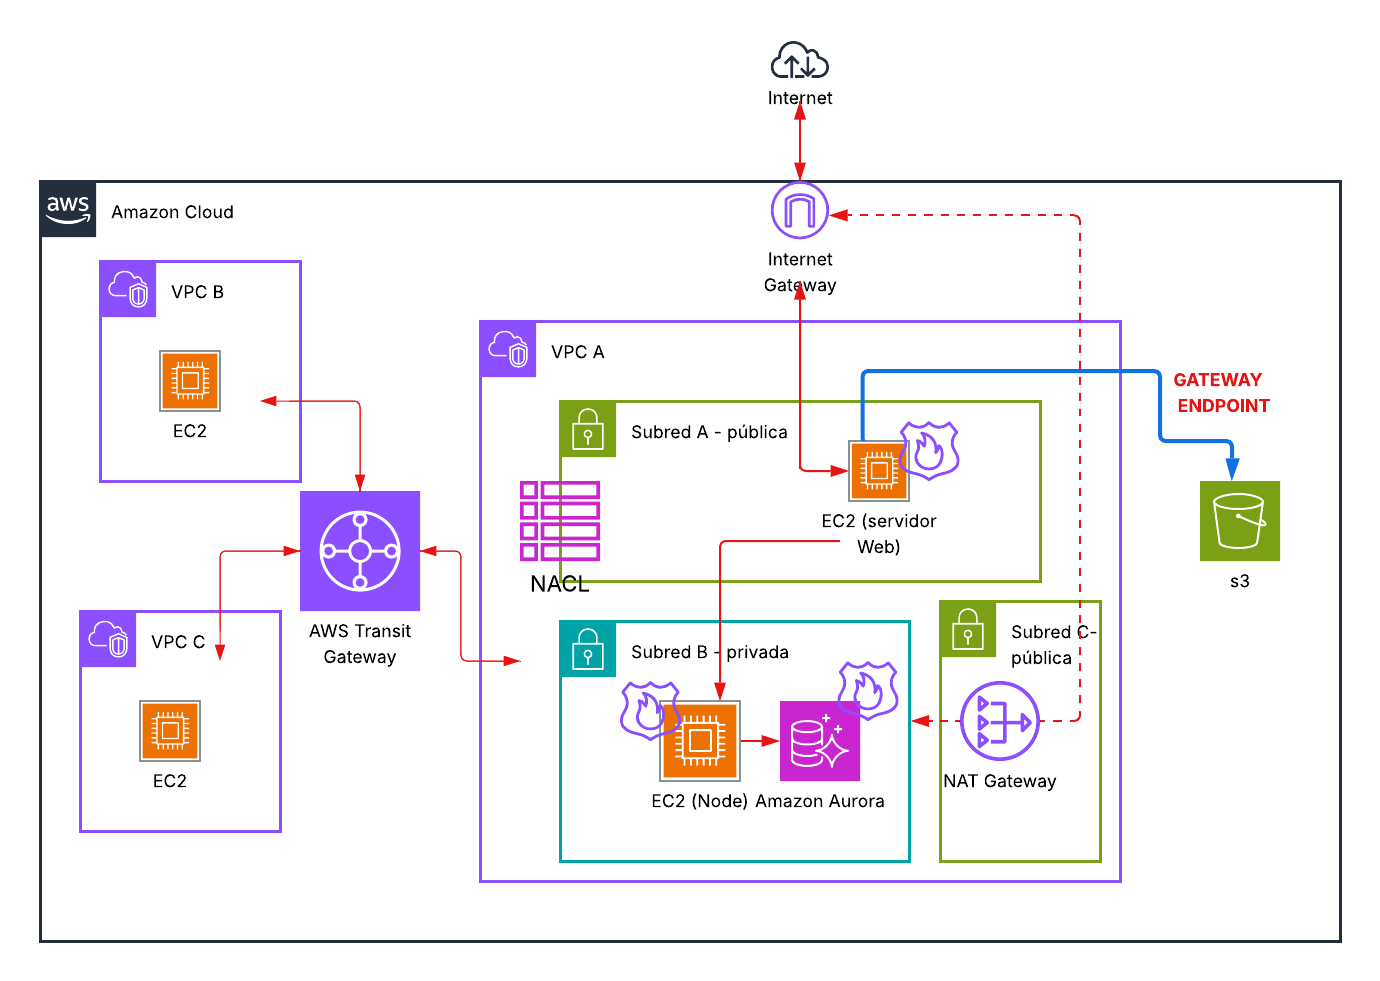 Internet
aws
Amazon Cloud
Internet
Gateway
VPC B
EC2
VPC A
GATEWAY
ENDPOINT
Subred A - pública
EC2 (servidor
Web)
NACL
s3
AWS Transit
Gateway
VPC C
EC2
Subred B - privada
Subred C-
pública
EC2 (Node)
Amazon Aurora
NAT Gateway